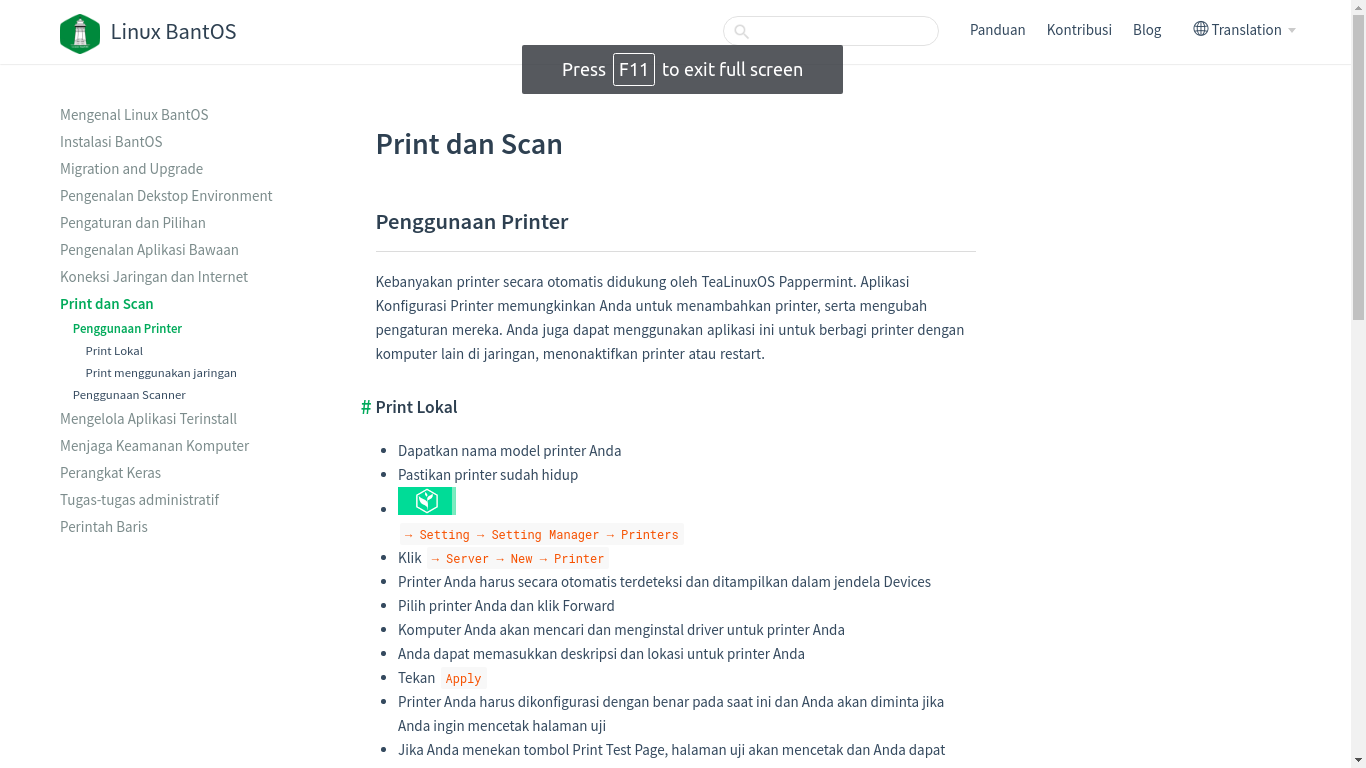 Linux BantOS
Panduan
Kontribusi
Blog
Translation
Press F11 to exit full screen
Mengenal Linux BantOS
Instalasi BantOS
Migration and Upgrade
Pengenalan Dekstop Environment
Pengaturan dan Pilihan
Pengenalan Aplikasi Bawaan
Koneksi Jaringan dan Internet
Print dan Scan
Penggunaan Printer
Print Lokal
Print menggunakan jaringan
Penggunaan Scanner
Mengelola Aplikasi Terinstall
Menjaga Keamanan Komputer
Perangkat Keras
Tugas-tugas administratif
Perintah Baris
Print dan Scan
Penggunaan Printer
Kebanyakan printer secara otomatis didukung oleh TeaLinuxOS Pappermint. Aplikasi
Konfigurasi Printer memungkinkan Anda untuk menambahkan printer, serta mengubah
pengaturan mereka. Anda juga dapat menggunakan aplikasi ini untuk berbagi printer dengan
komputer lain di jaringan, menonaktifkan printer atau restart.
# Print Lokal
• Dapatkan nama model printer Anda
• Pastikan printer sudah hidup
•
→ Setting → Setting Manager → Printers
• Klik → Server → New → Printer
• Printer Anda harus secara otomatis terdeteksi dan ditampilkan dalam jendela Devices
• Pilih printer Anda dan klik Forward
• Komputer Anda akan mencari dan menginstal driver untuk printer Anda
• Anda dapat memasukkan deskripsi dan lokasi untuk printer Anda
• Tekan Apply
• Printer Anda harus dikonfigurasi dengan benar pada saat ini dan Anda akan diminta jika
Anda ingin mencetak halaman uji
• Jika Anda menekan tombol Print Test Page, halaman uji akan mencetak dan Anda dapat